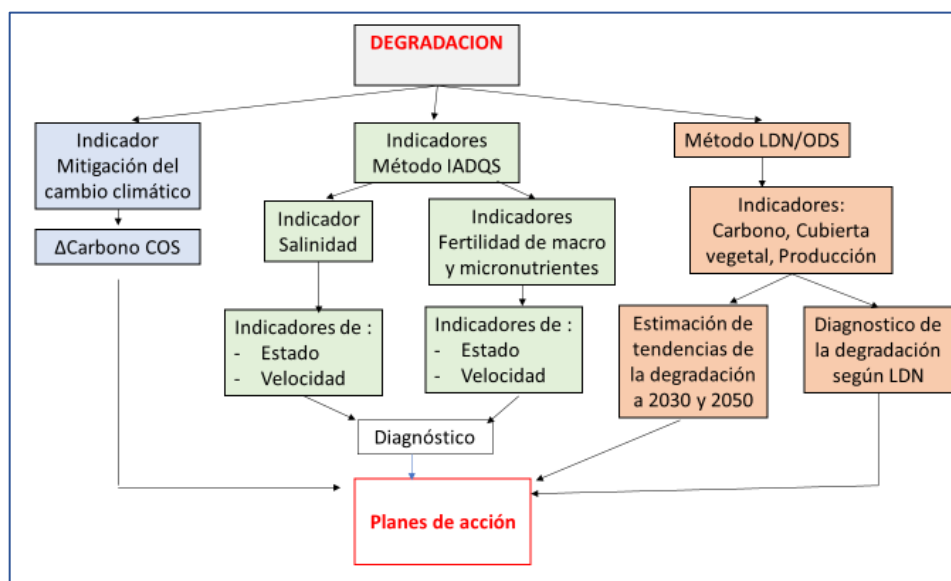 DEGRADACION
Indicador
Mitigación del
cambio climático
Indicadores
Método IADQS
Método LDN/ODS
Indicador
Salinidad
Indicadores
Fertilidad de macro
y micronutrientes
Indicadores:
Carbono, Cubierta
vegetal, Producción
ΔCarbono COS
Indicadores de :
- Estado
- Velocidad
Indicadores de :
- Estado
- Velocidad
Estimación de
tendencias de
la degradación
a 2030 y 2050
Diagnostico de
la degradación
según LDN
Diagnóstico
Planes de acción